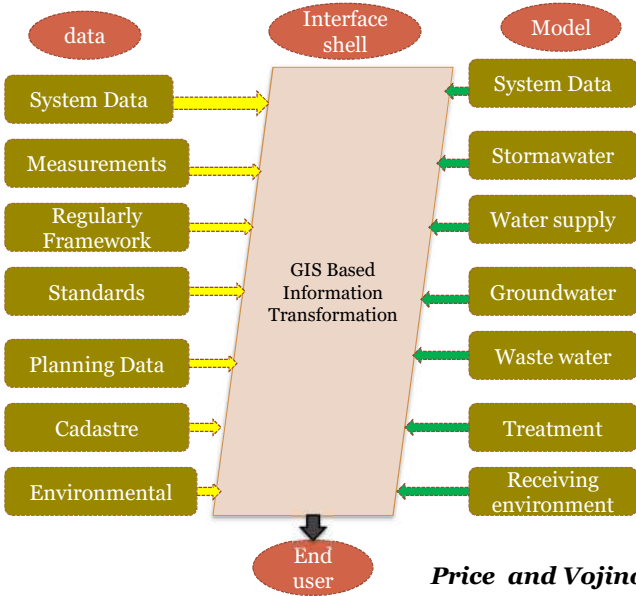 data
Interface
shell
Model
System Data
Measurements
Regularly
Framework
Standards
Planning Data
Cadastre
Environmental
GIS Based
Information
Transformation
System Data
Stormawater
Water supply
Groundwater
Waste water
Treatment
Receiving
environment
End
user
Price and Vojino